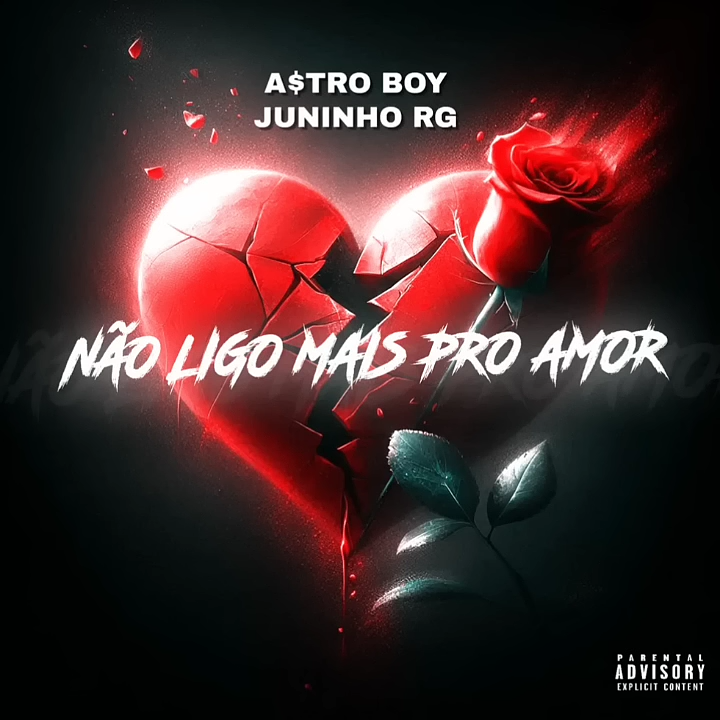 A$TRO BOY
JUNINHO RG
NÃO LIGO MAIS PRO AMOR
PARENTAL
ADVISORY
EXPLICIT CONTENT